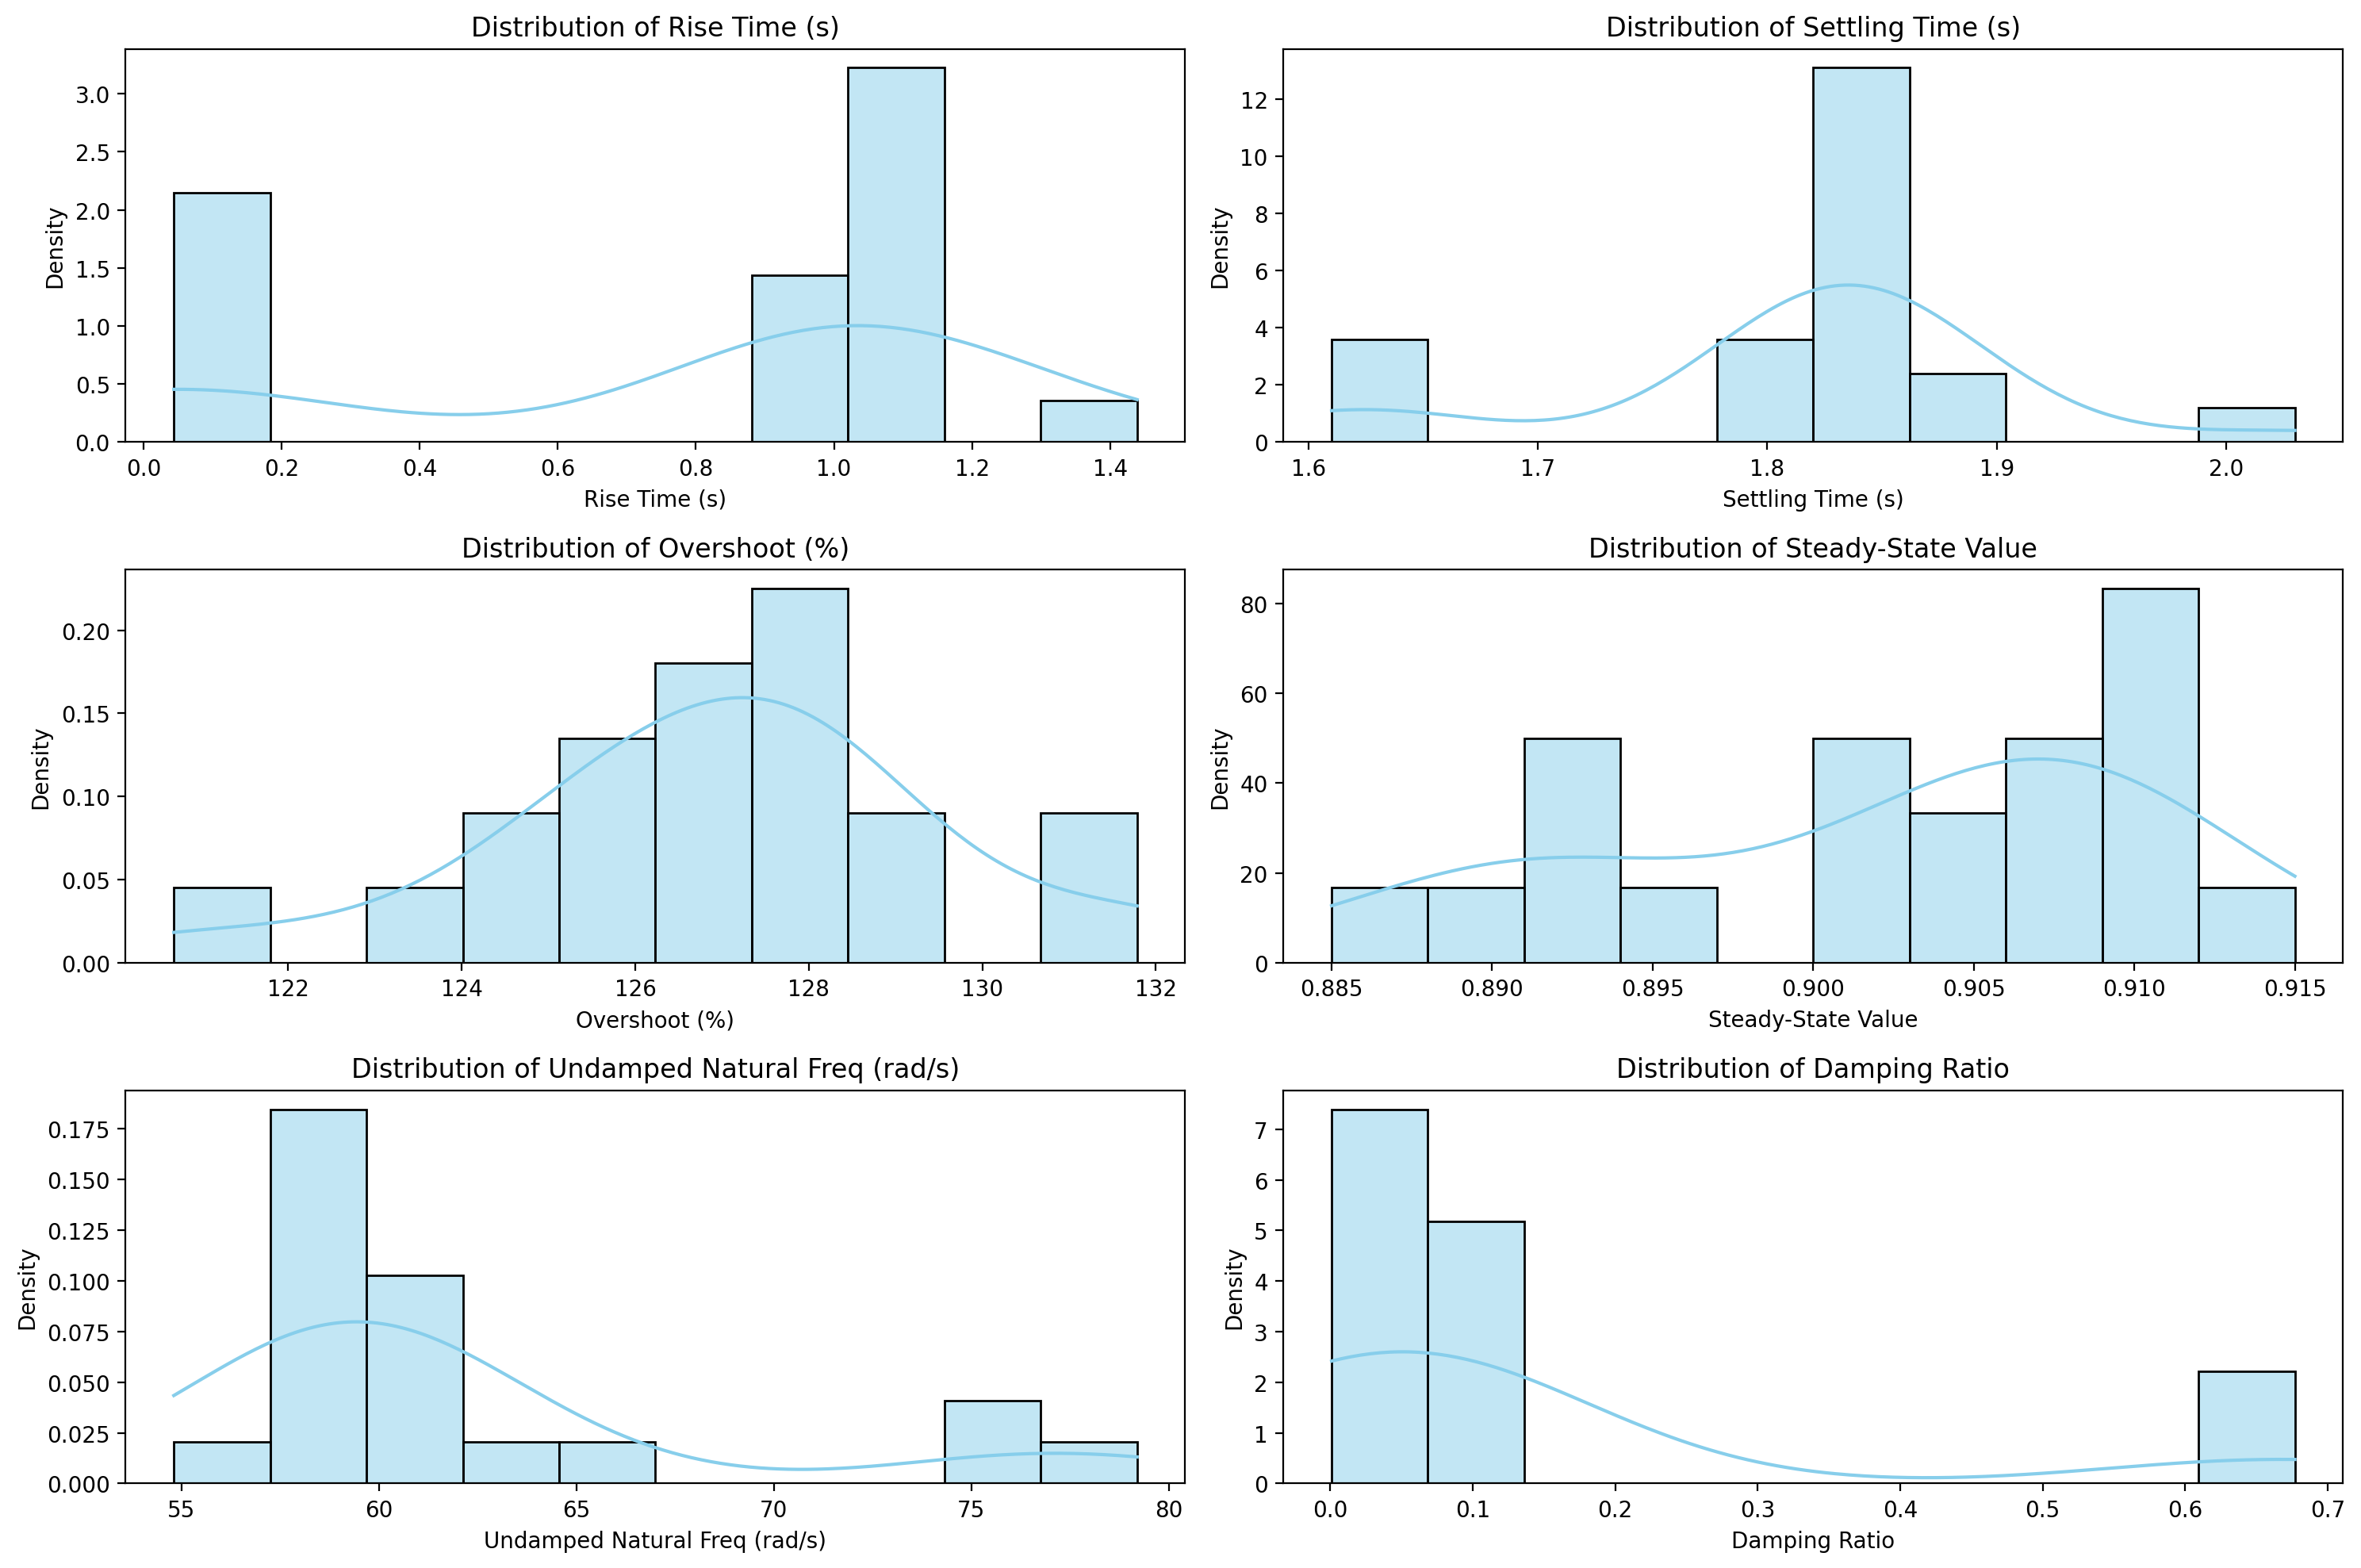 Distribution of Rise Time (s)
Density
3.0
2.5
2.0
1.5
1.0
0.5
0.0
0.0 0.2 0.4 0.6 0.8 1.0 1.2 1.4
Rise Time (s)
Distribution of Settling Time (s)
Density
12
10
8
6
4
2
0
1.6 1.7 1.8 1.9 2.0
Settling Time (s)
Distribution of Overshoot (%)
Density
0.20
0.15
0.10
0.05
0.00
122 124 126 128 130 132
Overshoot (%)
Distribution of Steady-State Value
Density
80
60
40
20
0
0.885 0.890 0.895 0.900 0.905 0.910 0.915
Steady-State Value
Distribution of Undamped Natural Freq (rad/s)
Density
0.175
0.150
0.125
0.100
0.075
0.050
0.025
0.000
55 60 65 70 75 80
Undamped Natural Freq (rad/s)
Distribution of Damping Ratio
Density
7
6
5
4
3
2
1
0
0.0 0.1 0.2 0.3 0.4 0.5 0.6 0.7
Damping Ratio